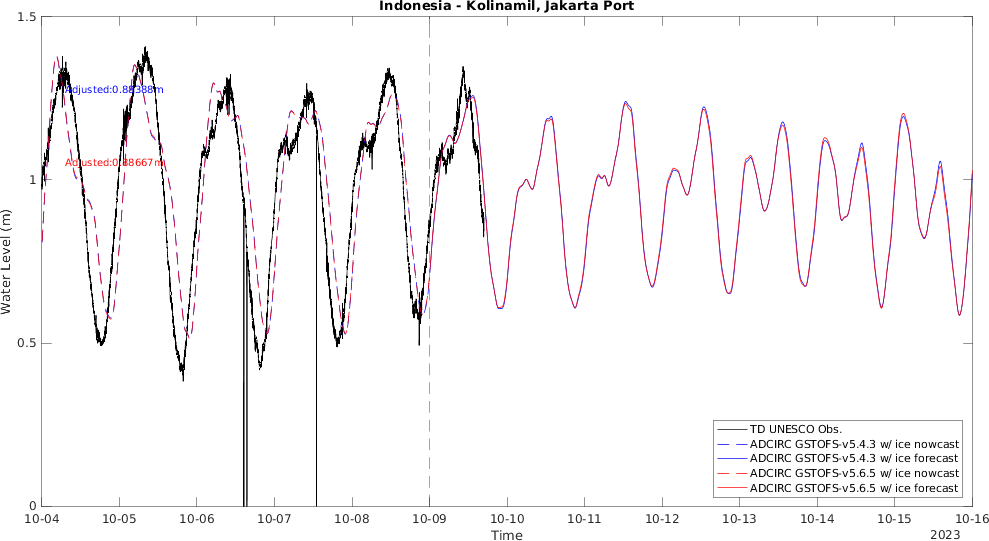 Indonesia - Kolinamil, Jakarta Port
1.5
Adjusted:0.88388m
Adjusted:0.88667m
1
Water Level (m)
0.5
TD UNESCO Obs.
ADCIRC GSTOFS-v5.4.3 w/ ice nowcast
ADCIRC GSTOFS-v5.4.3 w/ ice forecast
ADCIRC GSTOFS-v5.6.5 w/ ice nowcast
ADCIRC GSTOFS-v5.6.5 w/ ice forecast
0
10-04 10-05 10-06 10-07 10-08 10-09 10-10 10-11 10-12 10-13 10-14 10-15 10-16
Time
2023